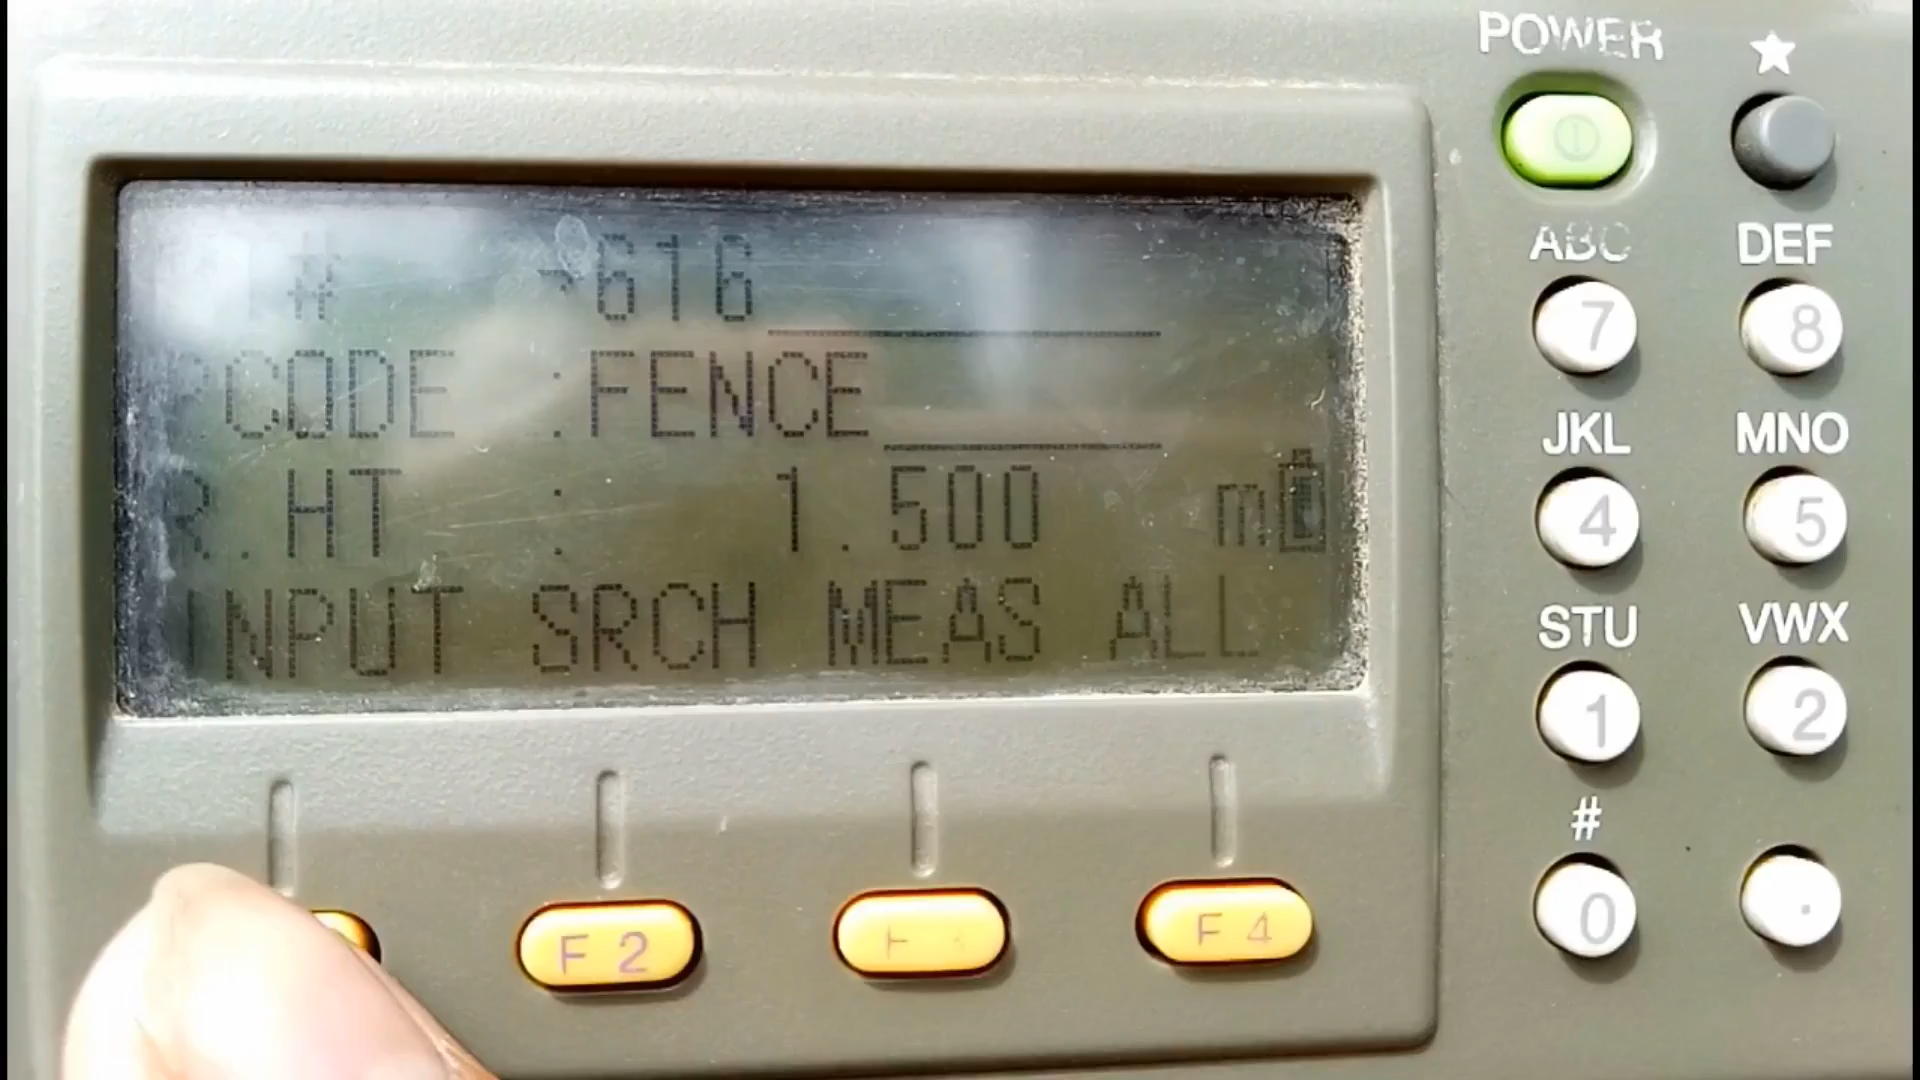 POWER ★
# →616
PCODE :FENCE
R.HT : 1.500 m
INPUT SRCH MEAS ALL
F2 F4
ABC DEF
7 8
JKL MNO
4 5
STU VWX
1 2
#
0 .